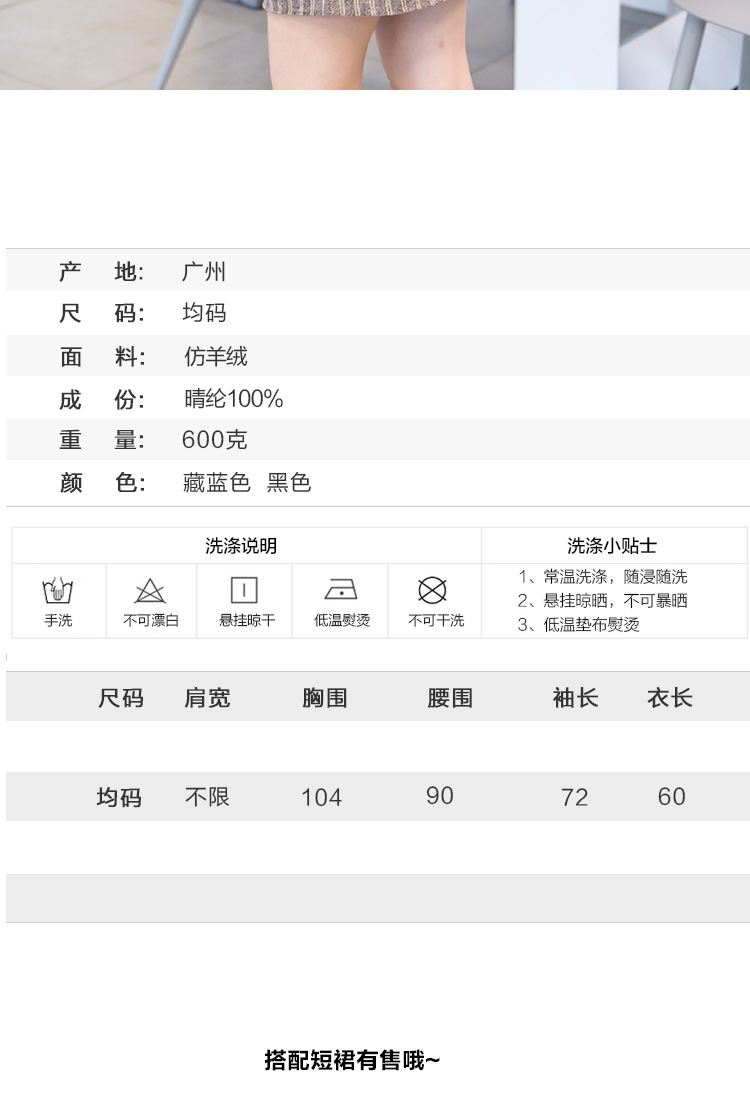 产 地: 广州
尺 码: 均码
面 料: 仿羊绒
成 份: 晴纶100%
重 量: 600克
颜 色: 藏蓝色 黑色
洗涤说明 洗涤小贴士
手洗 不可漂白 悬挂晾干 低温熨烫 不可干洗
1、常温洗涤，随浸随洗
2、悬挂晾晒，不可暴晒
3、低温垫布熨烫
尺码 肩宽 胸围 腰围 袖长 衣长
均码 不限 104 90 72 60
搭配短裙有售哦~